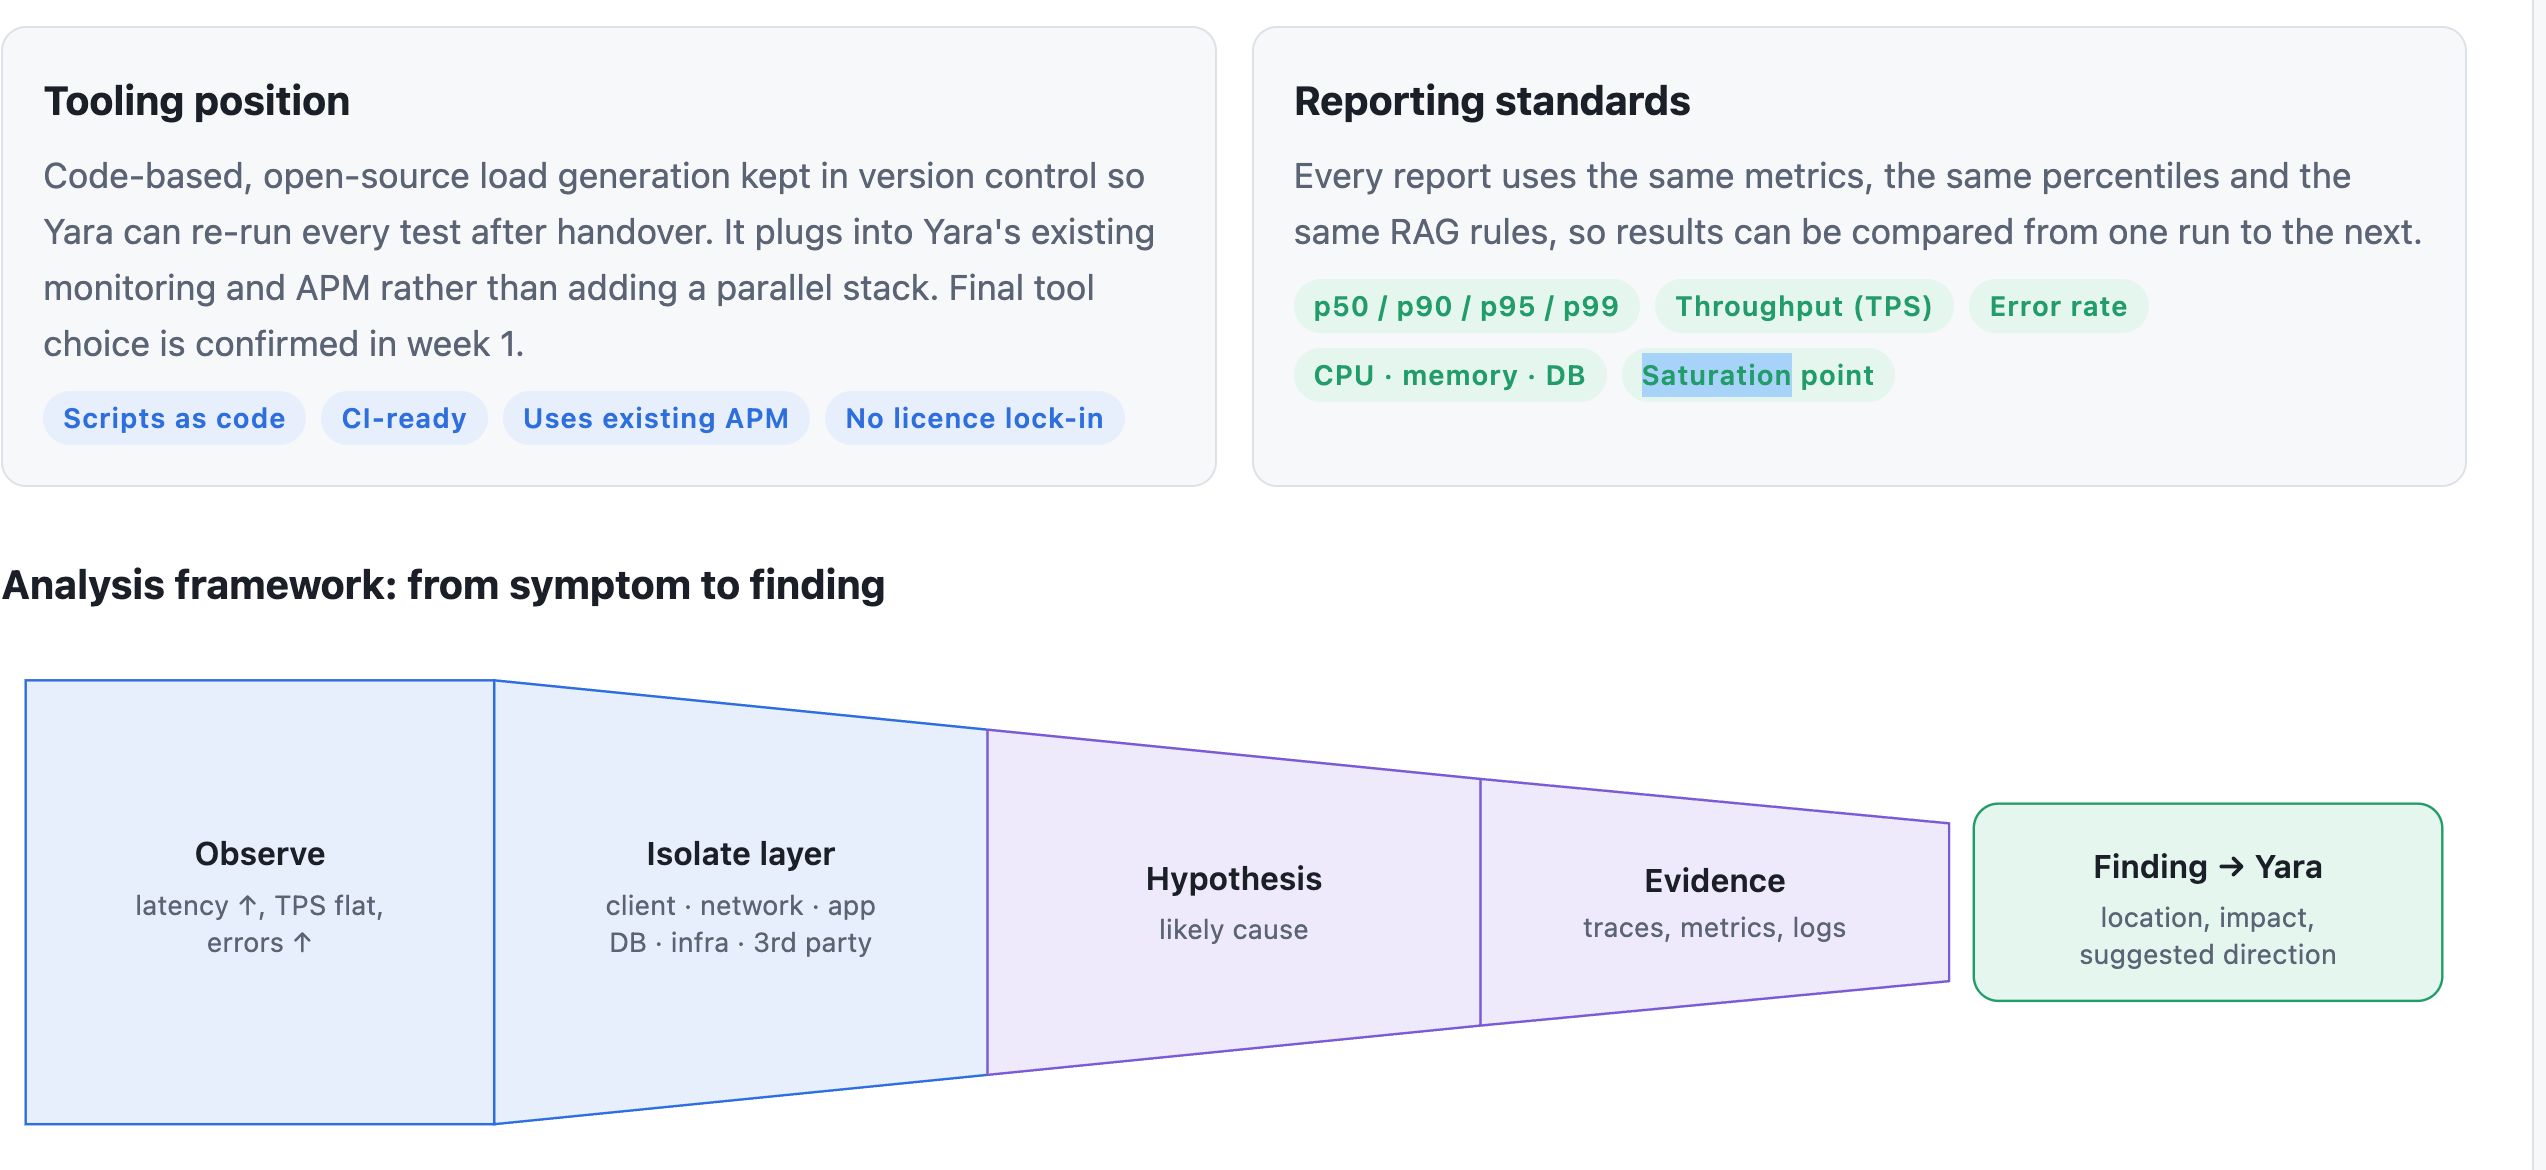 Tooling position
Code-based, open-source load generation kept in version control so
Yara can re-run every test after handover. It plugs into Yara's existing
monitoring and APM rather than adding a parallel stack. Final tool
choice is confirmed in week 1.
Scripts as code
CI-ready
Uses existing APM
No licence lock-in
Reporting standards
Every report uses the same metrics, the same percentiles and the
same RAG rules, so results can be compared from one run to the next.
p50 / p90 / p95 / p99
Throughput (TPS)
Error rate
CPU · memory · DB
Saturation point
Analysis framework: from symptom to finding
Observe
latency ↑, TPS flat,
errors ↑
Isolate layer
client · network · app
DB · infra · 3rd party
Hypothesis
likely cause
Evidence
traces, metrics, logs
Finding → Yara
location, impact,
suggested direction